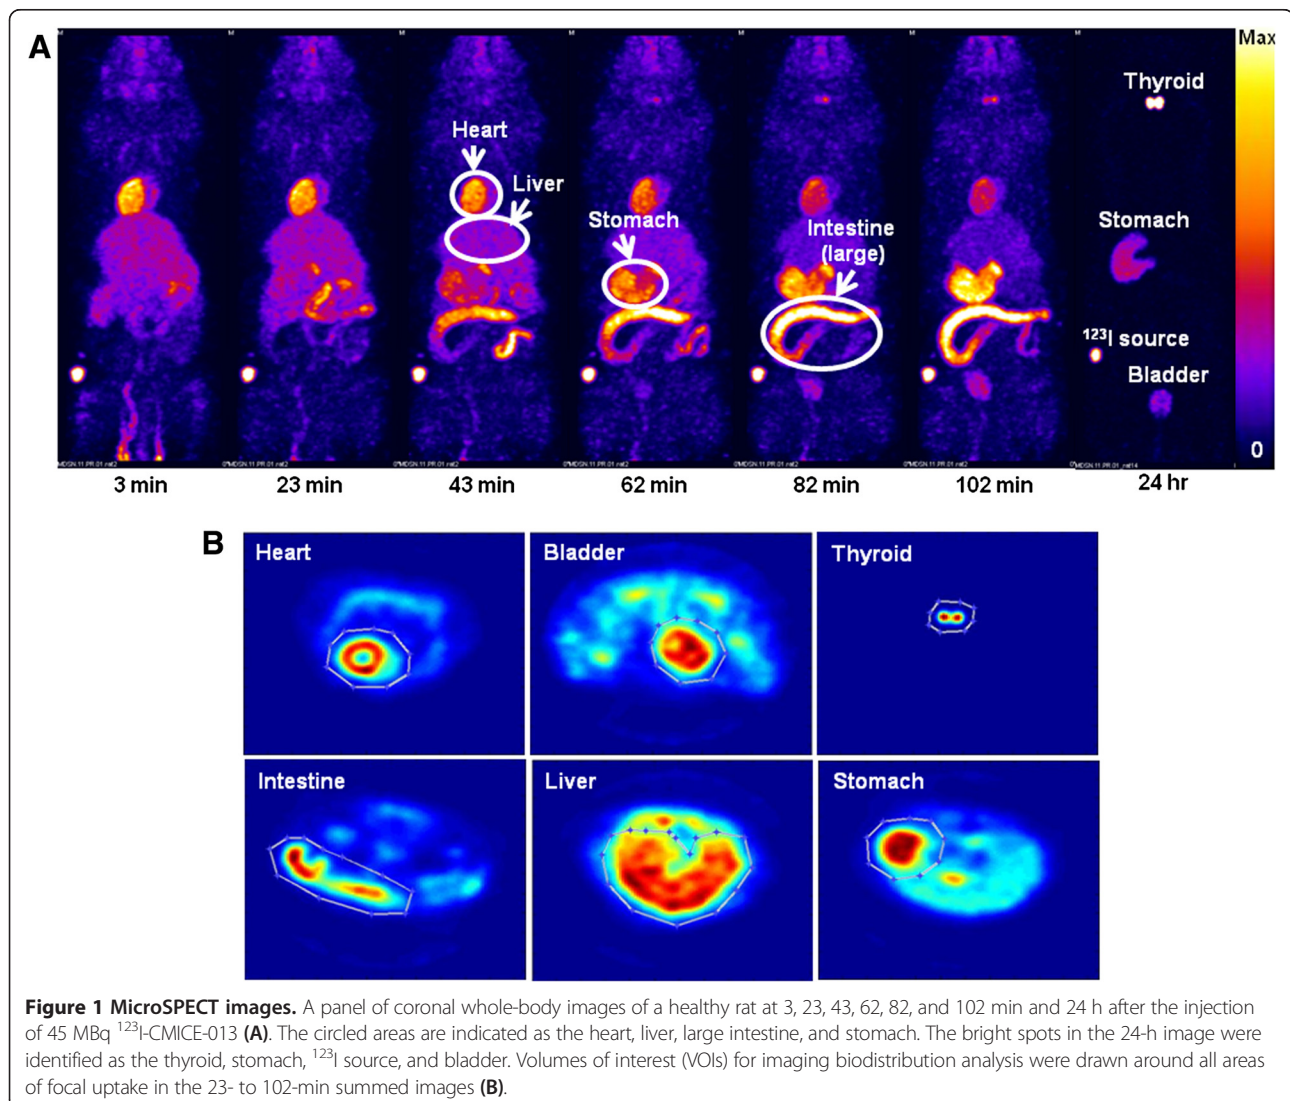 A
Max
Thyroid
Heart
Liver
Stomach
Stomach
Intestine
(large)
¹²³I source
Bladder
0
3 min
23 min
43 min
62 min
82 min
102 min
24 hr
B
Heart
Bladder
Thyroid
Intestine
Liver
Stomach
Figure 1 MicroSPECT images. A panel of coronal whole-body images of a healthy rat at 3, 23, 43, 62, 82, and 102 min and 24 h after the injection
of 45 MBq ¹²³I-CMICE-013 (A). The circled areas are indicated as the heart, liver, large intestine, and stomach. The bright spots in the 24-h image were
identified as the thyroid, stomach, ¹²³I source, and bladder. Volumes of interest (VOIs) for imaging biodistribution analysis were drawn around all areas
of focal uptake in the 23- to 102-min summed images (B).